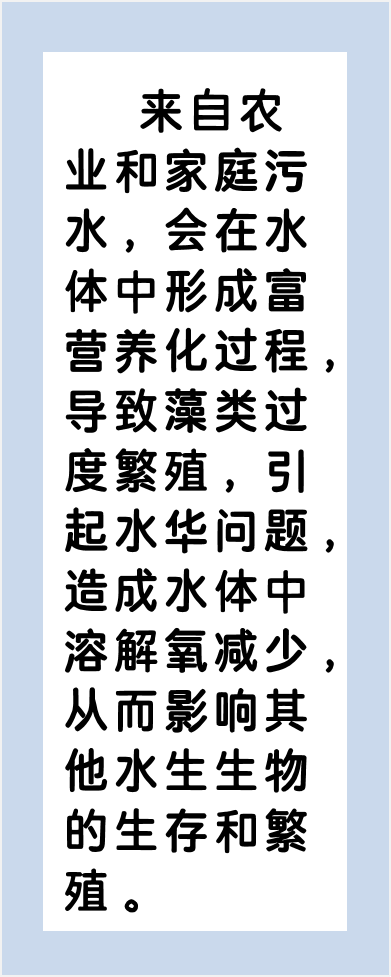 来自农
业和家庭污
水，会在水
体中形成富
营养化过程，
导致藻类过
度繁殖，引
起水华问题，
造成水体中
溶解氧减少，
从而影响其
他水生生物
的生存和繁
殖。